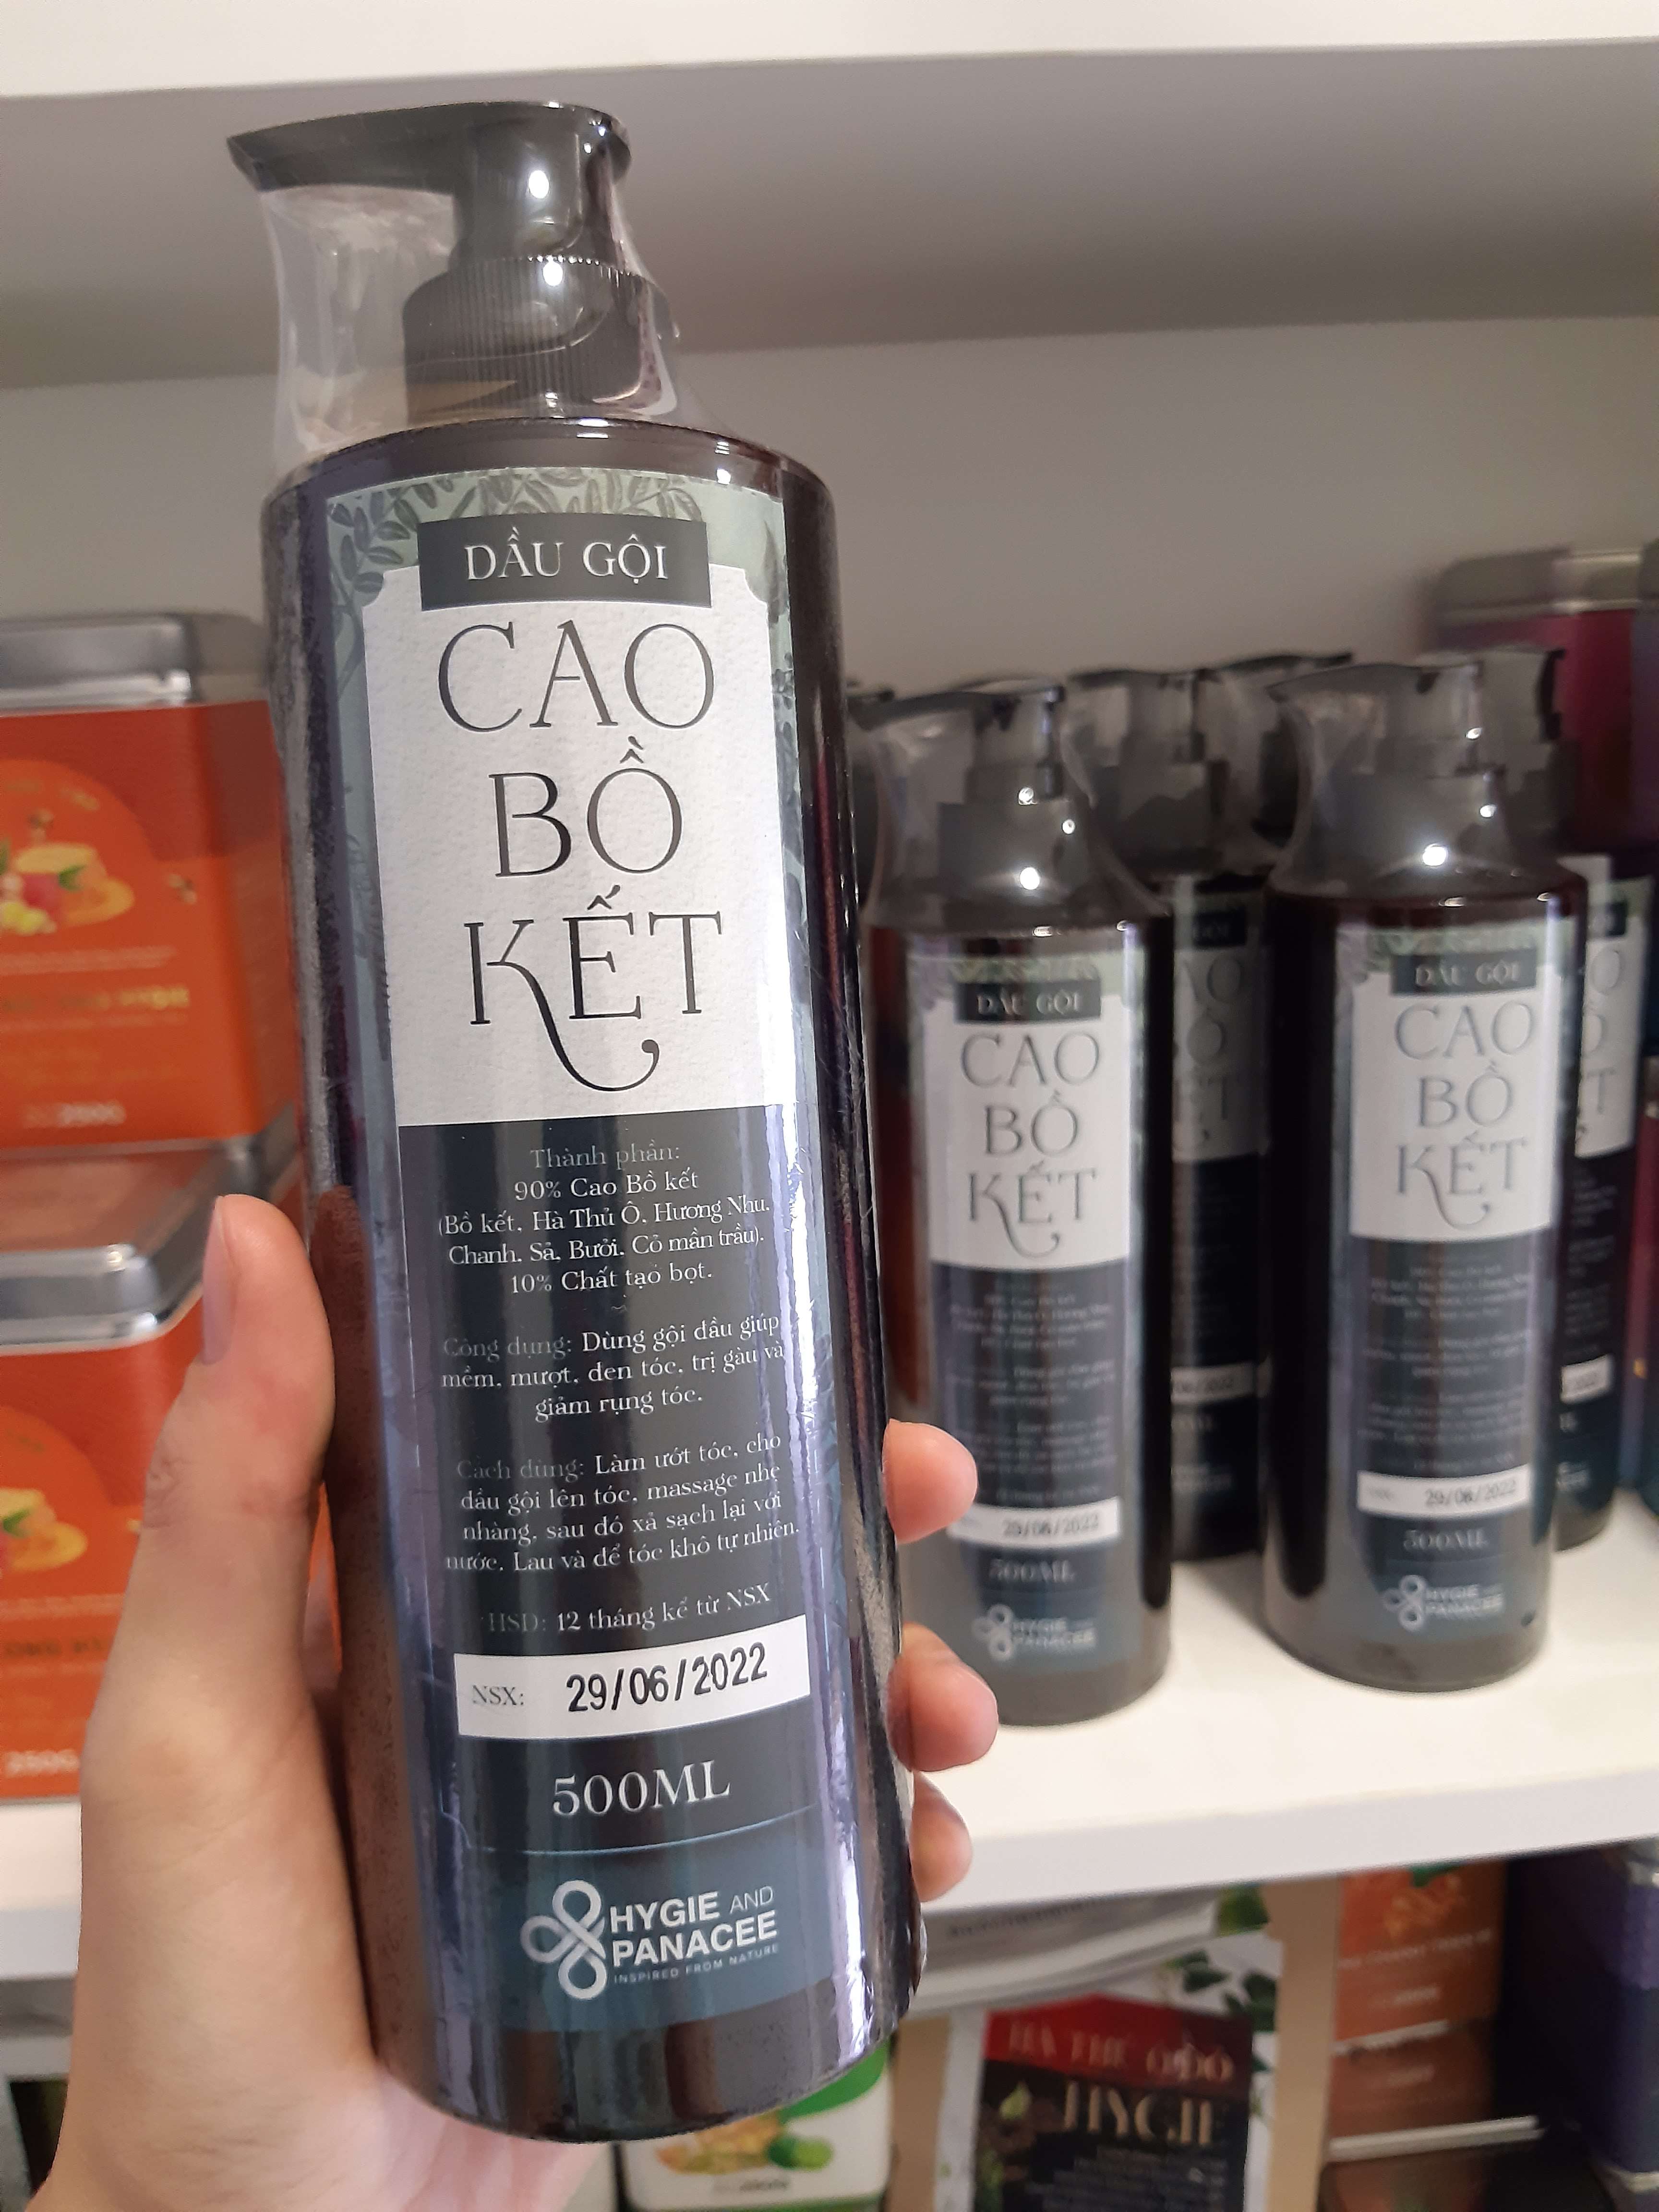 DẦU GỘI
CAO
BỒ
KẾT
Thành phần:
90% Cao Bồ kết
(Bồ kết, Hà Thủ Ô, Hương Nhu,
Chanh, Sả, Bưởi, Cỏ mần trầu).
10% Chất tạo bọt.
Công dụng: Dùng gội đầu giúp
mềm, mượt, đen tóc, trị gàu và
giảm rụng tóc.
Cách dùng: Làm ướt tóc, cho
dầu gội lên tóc, massage nhẹ
nhàng, sau đó xả sạch lại với
nước. Lau và để tóc khô tự nhiên.
HSD: 12 tháng kể từ NSX
NSX: 29/06/2022
500ML
HYGIE AND
PANACEE
INSPIRED FROM NATURE
DẦU GỘI
CAO
BỒ
KẾT
29/06/2022
500ML
HYGIE AND
PANACEE
DẦU GỘI
CAO
BỒ
KẾT
29/06/2022
500ML
HYGIE AND
PANACEE
HYGIE